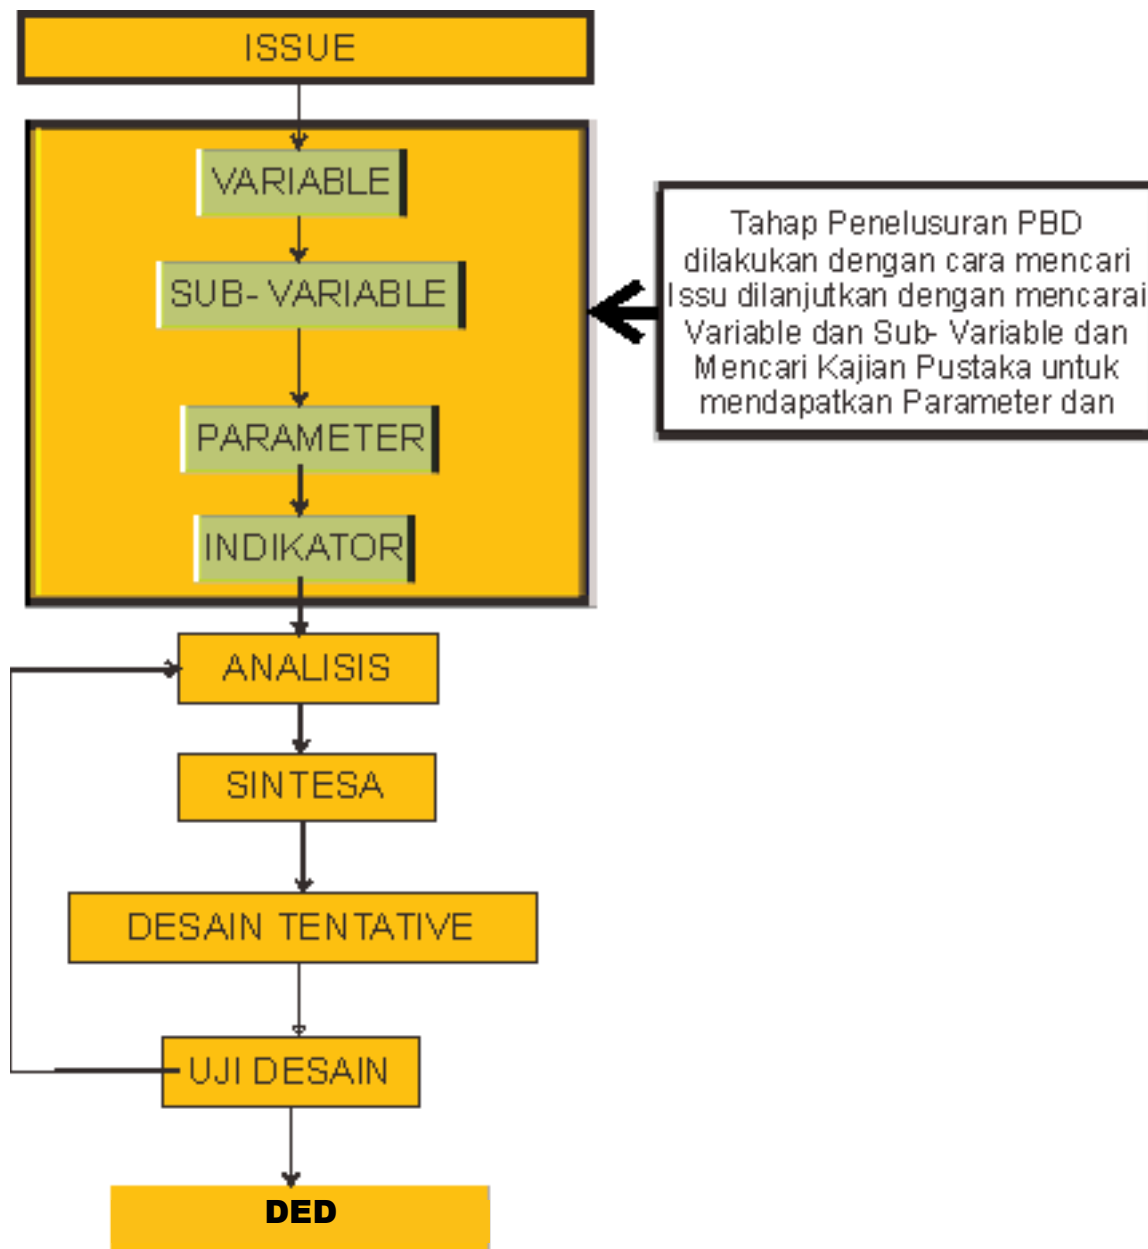 ISSUE
VARIABLE
SUB- VARIABLE
PARAMETER
INDIKATOR
Tahap Penelusuran PBD
dilakukan dengan cara mencari
Issu dilanjutkan dengan mencarai
Variable dan Sub- Variable dan
Mencari Kajian Pustaka untuk
mendapatkan Parameter dan
ANALISIS
SINTESA
DESAIN TENTATIVE
UJI DESAIN
DED